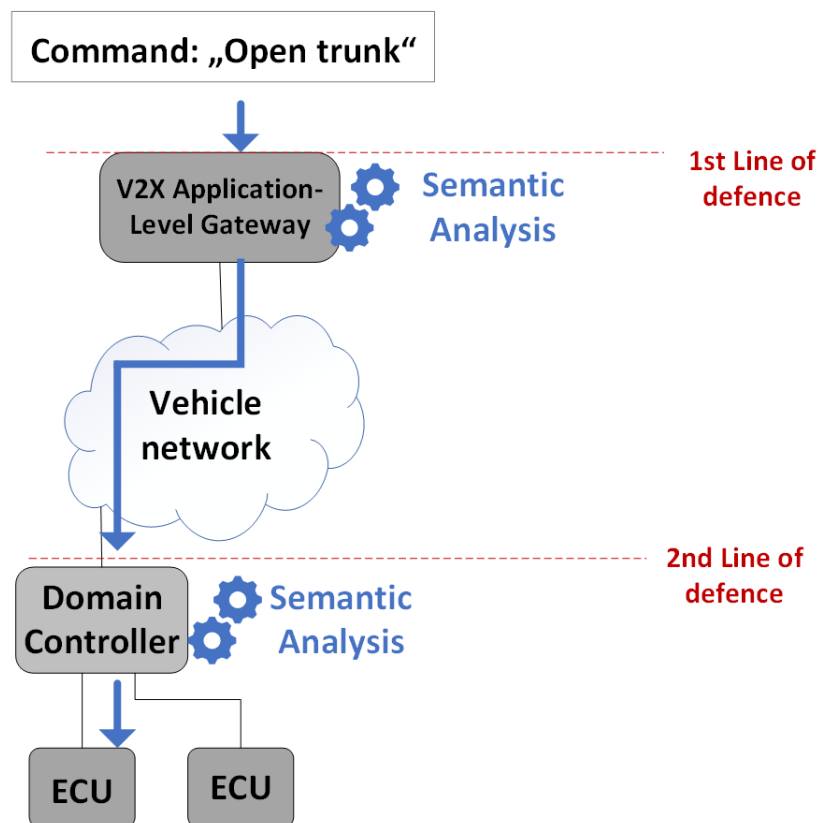 Command: „Open trunk“
1st Line of
defence
V2X Application-
Level Gateway
Semantic
Analysis
Vehicle
network
2nd Line of
defence
Domain
Controller
Semantic
Analysis
ECU
ECU